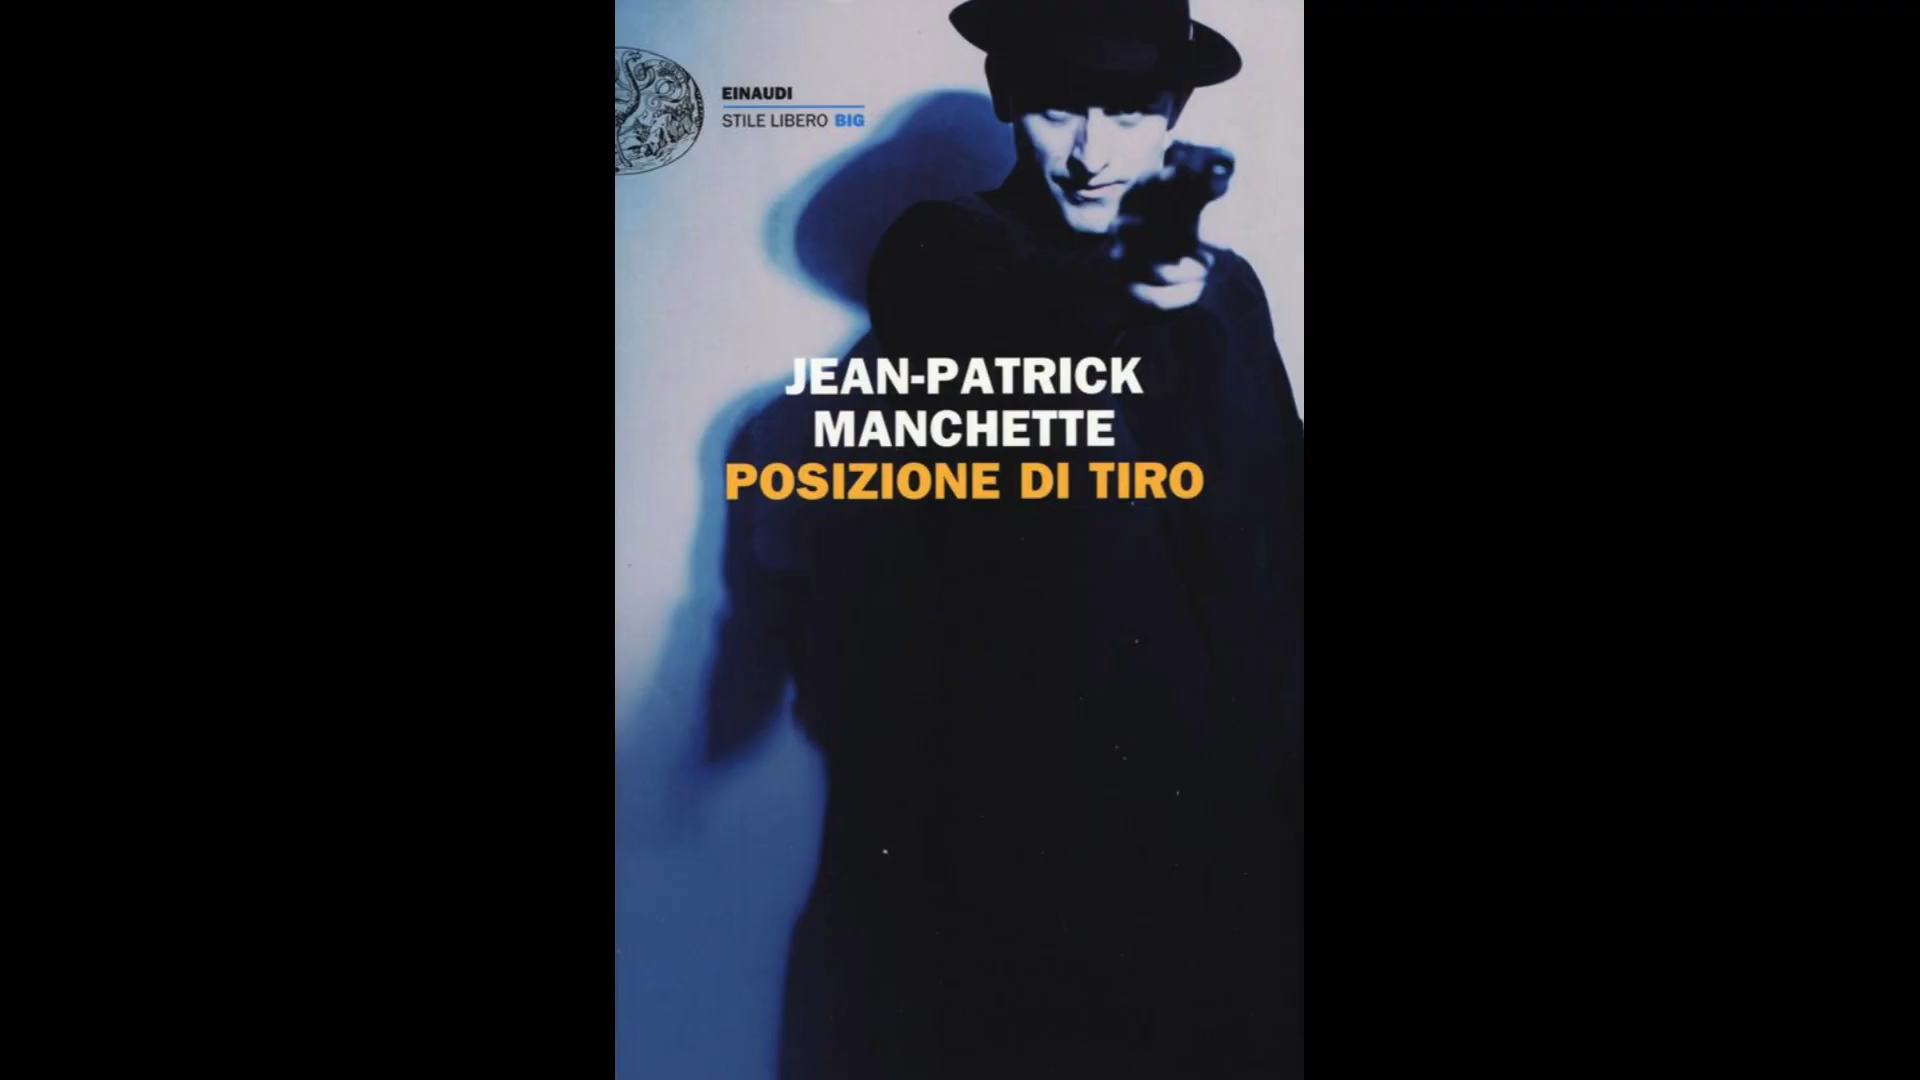 EINAUDI
STILE LIBERO BIG
JEAN-PATRICK
MANCHETTE
POSIZIONE DI TIRO